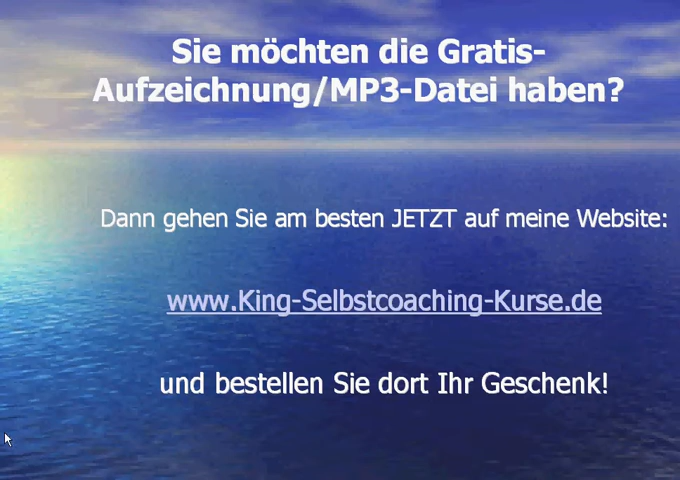 Sie möchten die Gratis-
Aufzeichnung/MP3-Datei haben?
Dann gehen Sie am besten JETZT auf meine Website:
www.King-Selbstcoaching-Kurse.de
und bestellen Sie dort Ihr Geschenk!